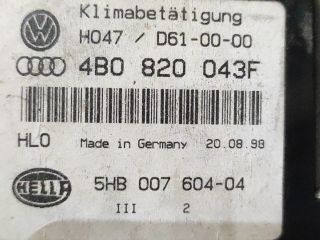 Klimabetätigung
H047 / D61-00-00
4B0 820 043F
HLO Made in Germany 20.08.98
HELLA 5HB 007 604-04
III 2